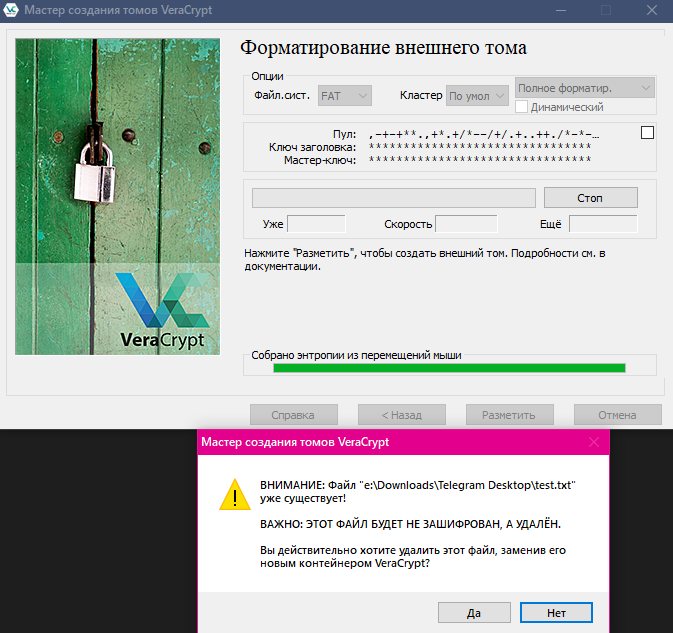 Мастер создания томов VeraCrypt
Форматирование внешнего тома
Опции
Файл.сист. FAT Кластер По умол Полное форматир.
Динамический
Пул: ,-+-+**.,+*.+/*--/+/.+..++./*-*-…
Ключ заголовка: ********************************
Мастер-ключ: ********************************
Стоп
Уже Скорость Ещё
Нажмите "Разметить", чтобы создать внешний том. Подробности см. в
документации.
VeraCrypt
Собрано энтропии из перемещений мыши
Справка < Назад Разметить Отмена
Мастер создания томов VeraCrypt
ВНИМАНИЕ: Файл "e:\Downloads\Telegram Desktop\test.txt"
уже существует!
ВАЖНО: ЭТОТ ФАЙЛ БУДЕТ НЕ ЗАШИФРОВАН, А УДАЛЁН.
Вы действительно хотите удалить этот файл, заменив его
новым контейнером VeraCrypt?
Да Нет